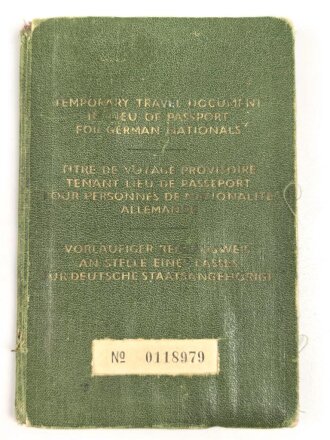 TEMPORARY TRAVEL DOCUMENT
IN LIEU OF PASSPORT
FOR GERMAN NATIONALS
TITRE DE VOYAGE PROVISOIRE
TENANT LIEU DE PASSEPORT
POUR PERSONNES DE NATIONALITÉ
ALLEMANDE
VORLÄUFIGER REISEAUSWEIS
AN STELLE EINES PASSES
FÜR DEUTSCHE STAATSANGEHÖRIGE
No 0118979